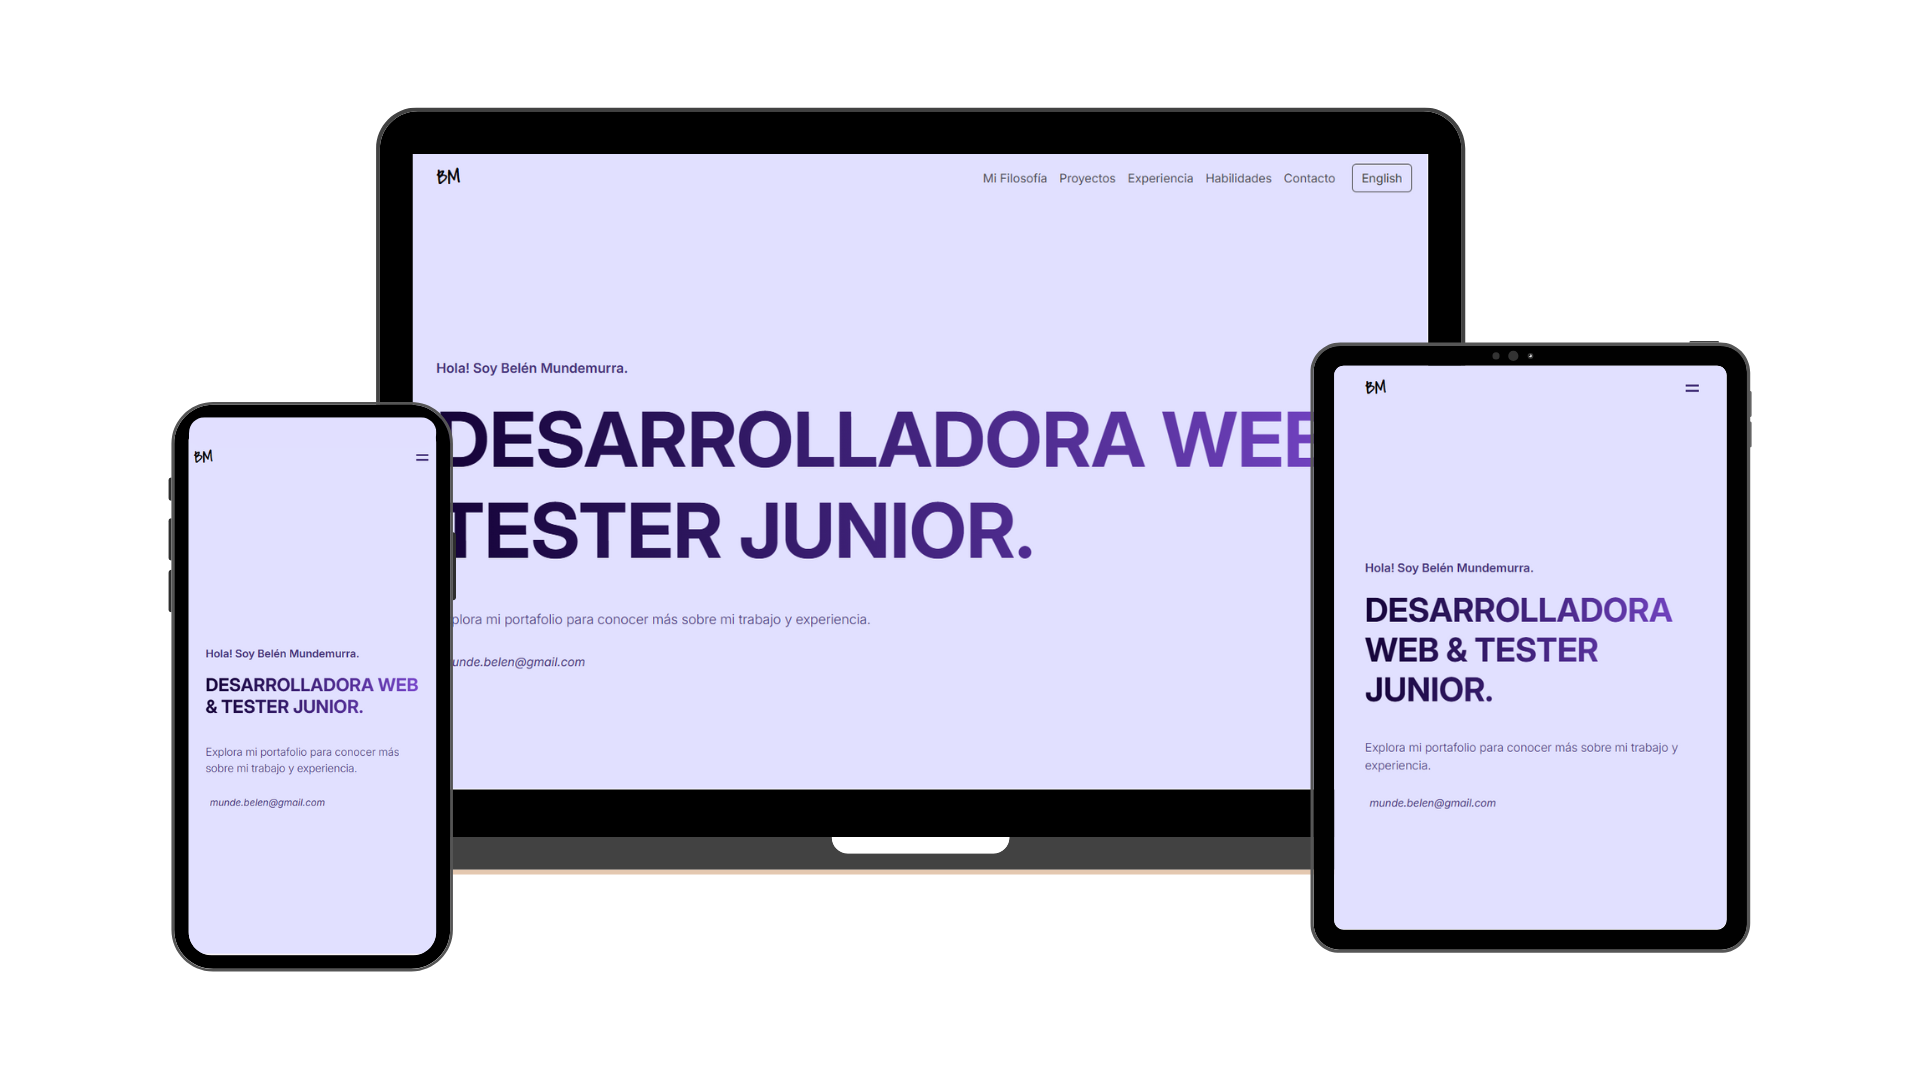 BM
Mi Filosofía Proyectos Experiencia Habilidades Contacto English
Hola! Soy Belén Mundemurra.
DESARROLLADORA WEB
TESTER JUNIOR.
plora mi portafolio para conocer más sobre mi trabajo y experiencia.
unde.belen@gmail.com
BM
Hola! Soy Belén Mundemurra.
DESARROLLADORA WEB
& TESTER JUNIOR.
Explora mi portafolio para conocer más
sobre mi trabajo y experiencia.
munde.belen@gmail.com
BM
Hola! Soy Belén Mundemurra.
DESARROLLADORA
WEB & TESTER
JUNIOR.
Explora mi portafolio para conocer más sobre mi trabajo y
experiencia.
munde.belen@gmail.com